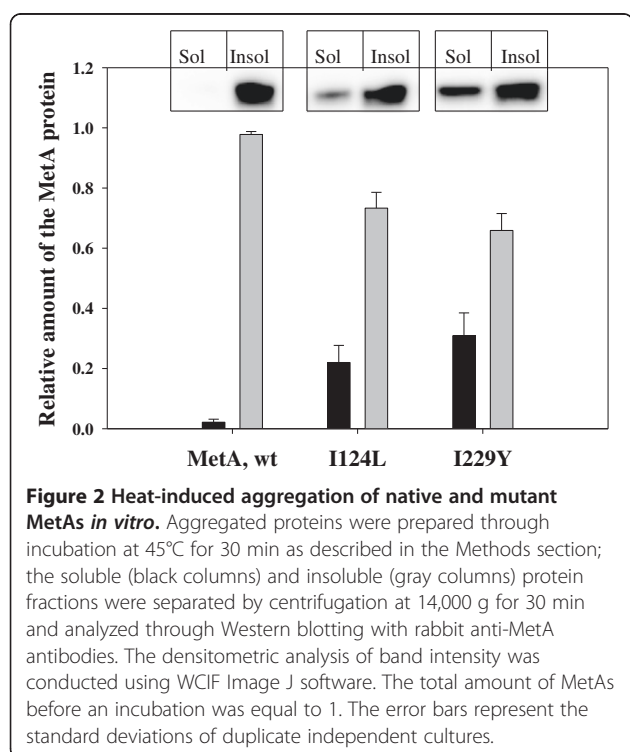 Sol Insol Sol Insol Sol Insol
Relative amount of the MetA protein
1.2
1.0
0.8
0.6
0.4
0.2
0.0
MetA, wt I124L I229Y
Figure 2 Heat-induced aggregation of native and mutant
MetAs in vitro. Aggregated proteins were prepared through
incubation at 45°C for 30 min as described in the Methods section;
the soluble (black columns) and insoluble (gray columns) protein
fractions were separated by centrifugation at 14,000 g for 30 min
and analyzed through Western blotting with rabbit anti-MetA
antibodies. The densitometric analysis of band intensity was
conducted using WCIF Image J software. The total amount of MetAs
before an incubation was equal to 1. The error bars represent the
standard deviations of duplicate independent cultures.